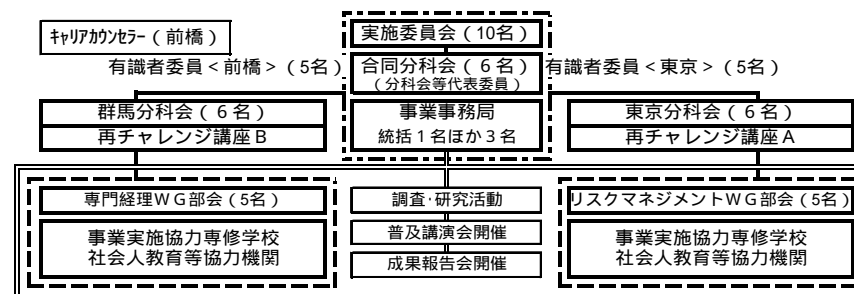 ｷｬﾘｱｶｳﾝｾﾗｰ（前橋）
実施委員会（10名）
有識者委員＜前橋＞（5名）
合同分科会（６名）
（分科会等代表委員）
有識者委員＜東京＞（5名）
群馬分科会（６名）
再チャレンジ講座Ｂ
事業事務局
統括１名ほか３名
東京分科会（６名）
再チャレンジ講座Ａ
専門経理ＷＧ部会（5名）
事業実施協力専修学校
社会人教育等協力機関
調査･研究活動
普及講演会開催
成果報告会開催
リスクマネジメントＷＧ部会（5名）
事業実施協力専修学校
社会人教育等協力機関